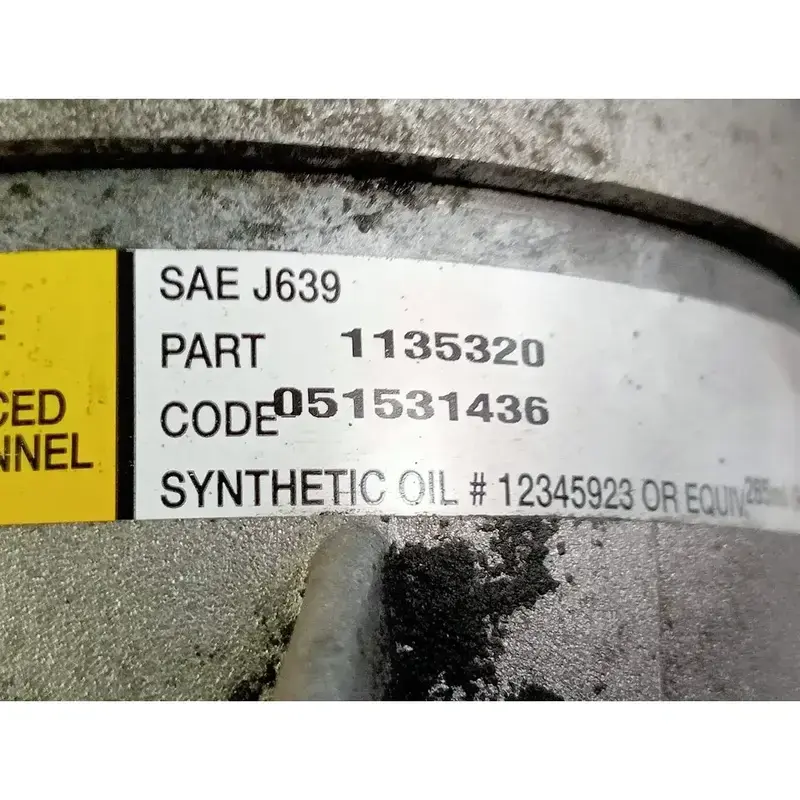 CED
NNEL
SAE J639
PART 1135320
CODE 051531436
SYNTHETIC OIL # 12345923 OR EQUIV.